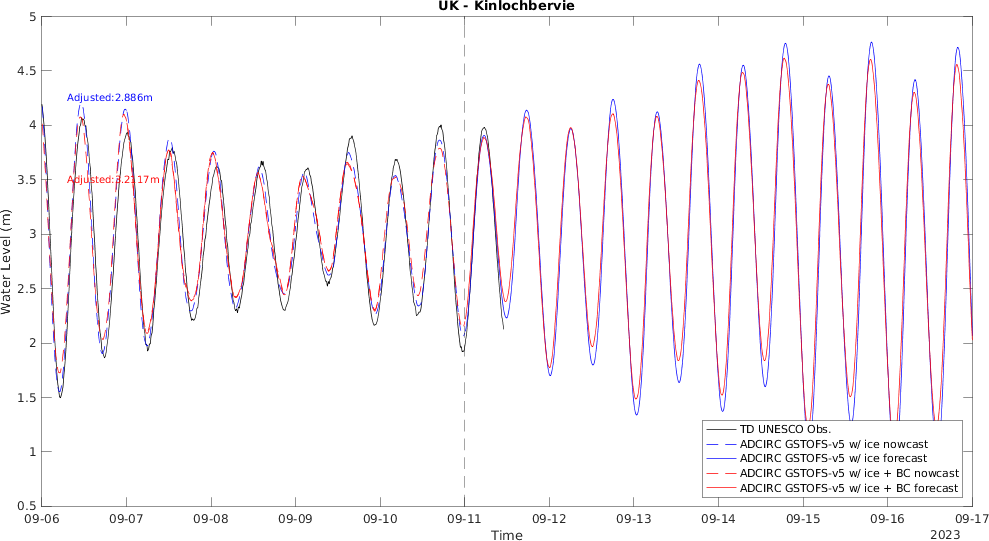 UK - Kinlochbervie
5
4.5
4
3.5
3
2.5
2
1.5
1
0.5
Water Level (m)
Adjusted:2.886m
Adjusted:3.2117m
TD UNESCO Obs.
ADCIRC GSTOFS-v5 w/ ice nowcast
ADCIRC GSTOFS-v5 w/ ice forecast
ADCIRC GSTOFS-v5 w/ ice + BC nowcast
ADCIRC GSTOFS-v5 w/ ice + BC forecast
09-06 09-07 09-08 09-09 09-10 09-11 09-12 09-13 09-14 09-15 09-16 09-17
Time
2023